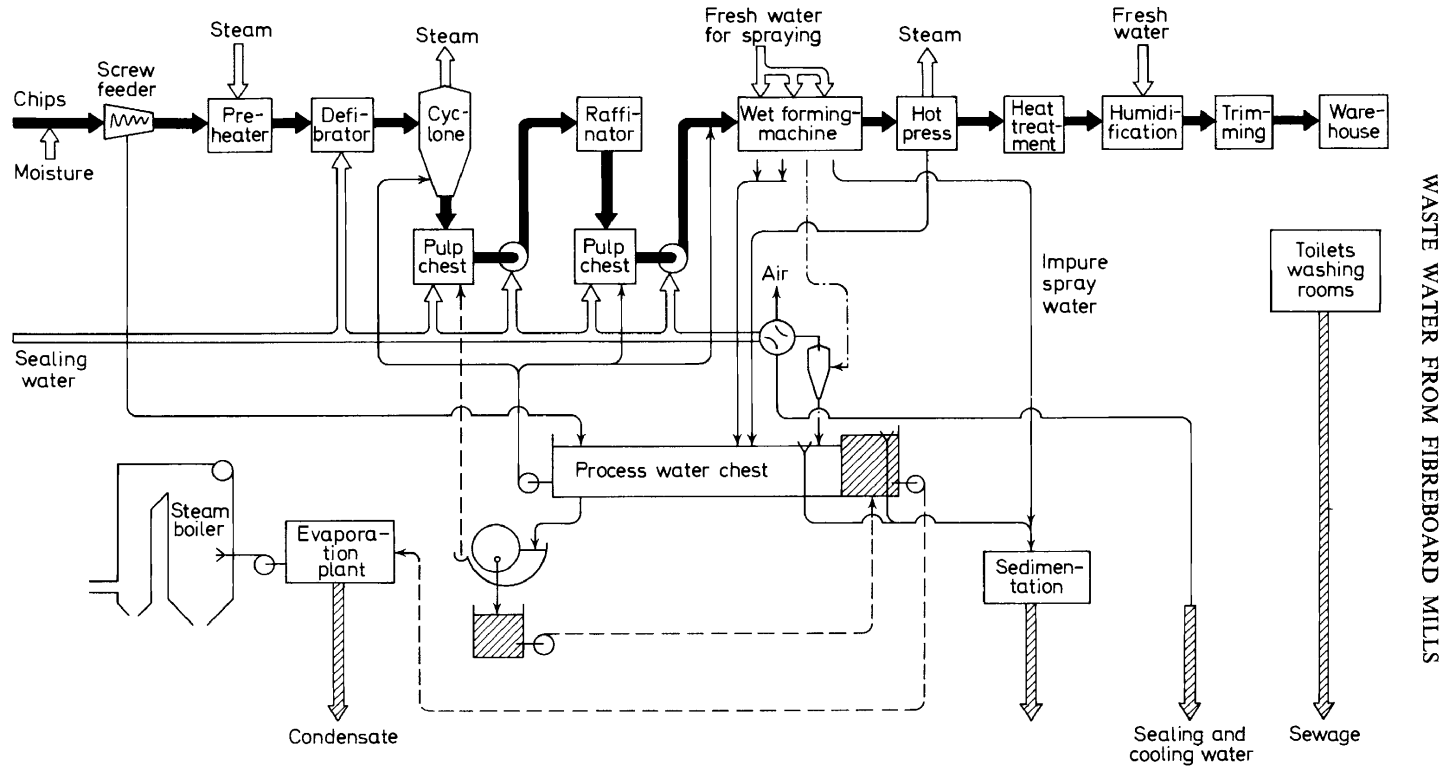 Fresh water
for spraying
Fresh
water
Steam
Steam
Steam
Screw
feeder
Chips
Moisture
Pre-
heater
Defi-
brator
Cyc-
lone
Raffi-
nator
Wet forming-
machine
Hot
press
Heat
treat-
ment
Humidi-
fication
Trim-
ming
Ware-
house
Pulp
chest
Pulp
chest
Air
Impure
spray
water
Toilets
washing
rooms
Sealing
water
Process water chest
Steam
boiler
Evapora-
tion
plant
Sedimen-
tation
Condensate
Sealing and
cooling water
Sewage
WASTE WATER FROM FIBREBOARD MILLS